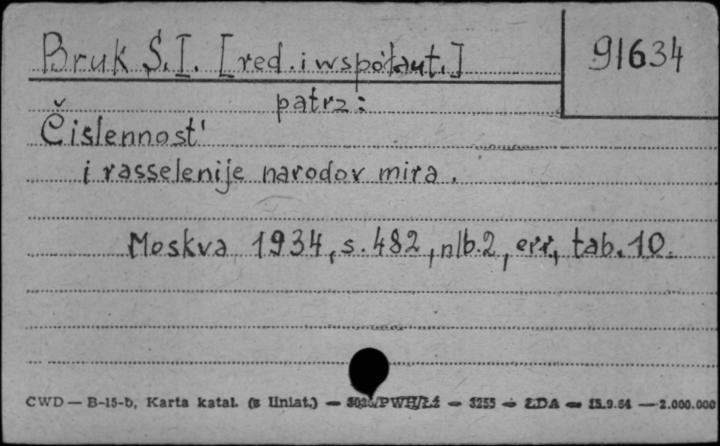 Bruk S.I. [red. i współaut.]
91634
patrz:
Čislennost'
i rasselenije narodov mira.
Moskva 1934, s. 482, nlb. 2, err., tab. 10.
CWD — B-15-b, Karta katal. (z liniat.) — /PWH/Łź — 3255 — ŁDA — 15.9.64 — 2.000.000